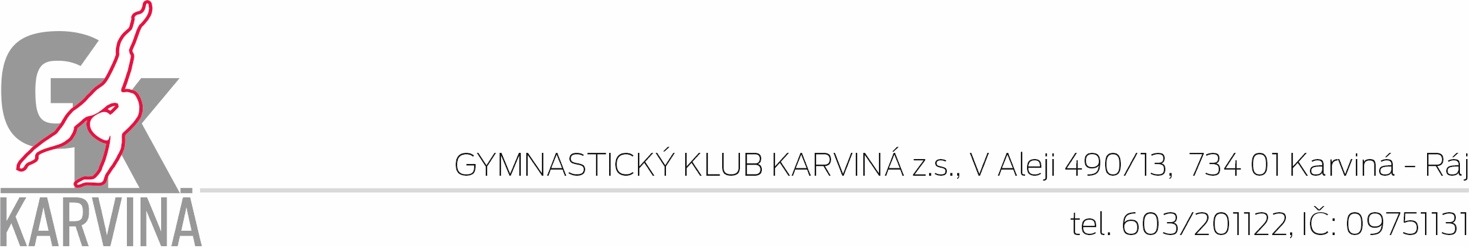 GK
GYMNASTICKÝ KLUB KARVINÁ z.s., V Aleji 490/13, 734 01 Karviná - Ráj
KARVINÁ
tel. 603/201122, IČ: 09751131